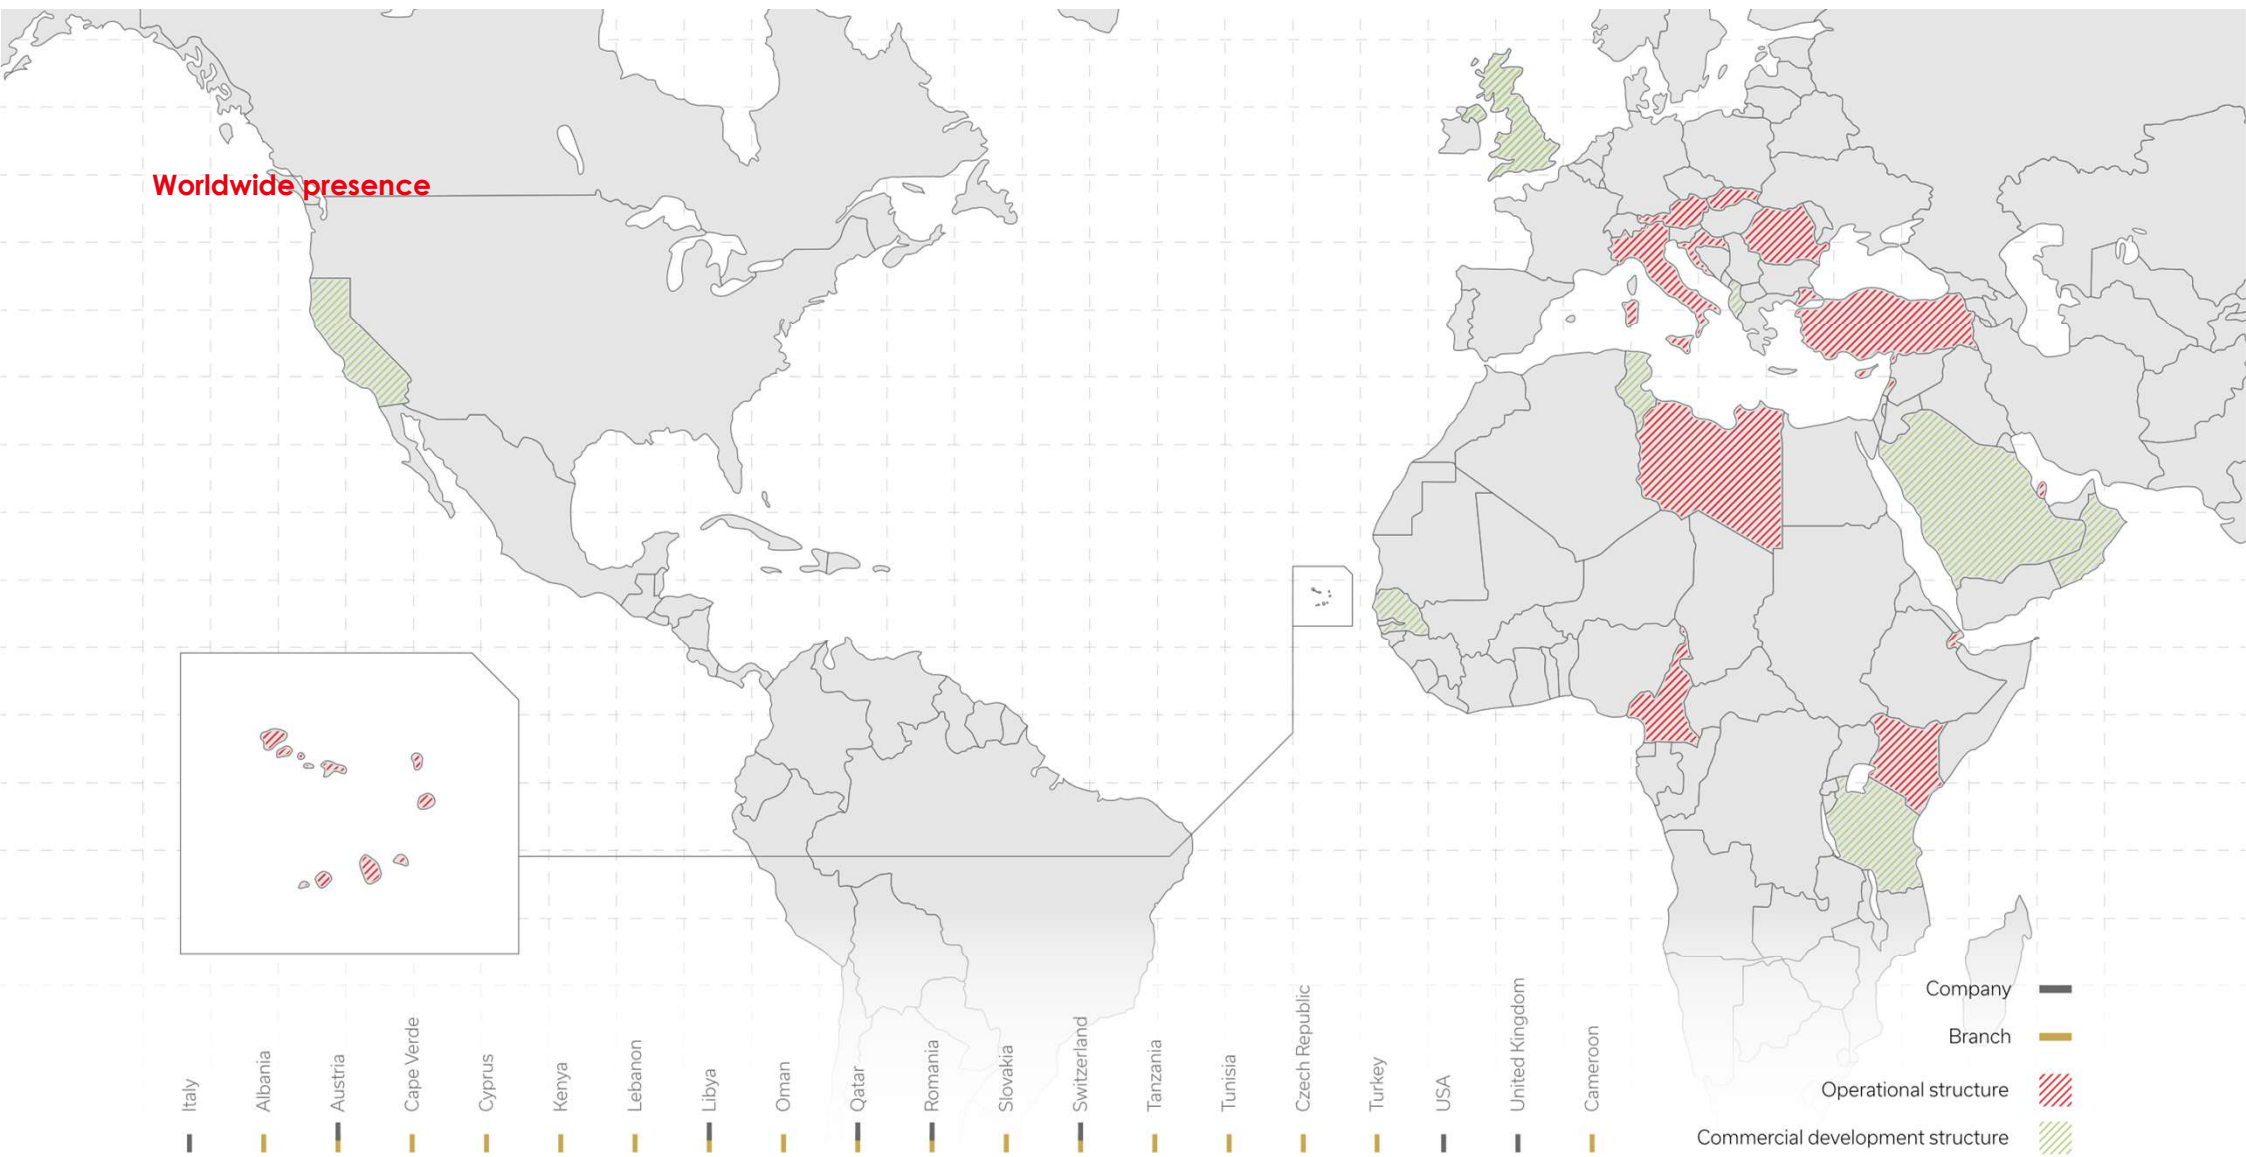 Worldwide presence
Italy
Albania
Austria
Cape Verde
Cyprus
Kenya
Lebanon
Libya
Oman
Qatar
Romania
Slovakia
Switzerland
Tanzania
Tunisia
Czech Republic
Turkey
USA
United Kingdom
Cameroon
Company
Branch
Operational structure
Commercial development structure